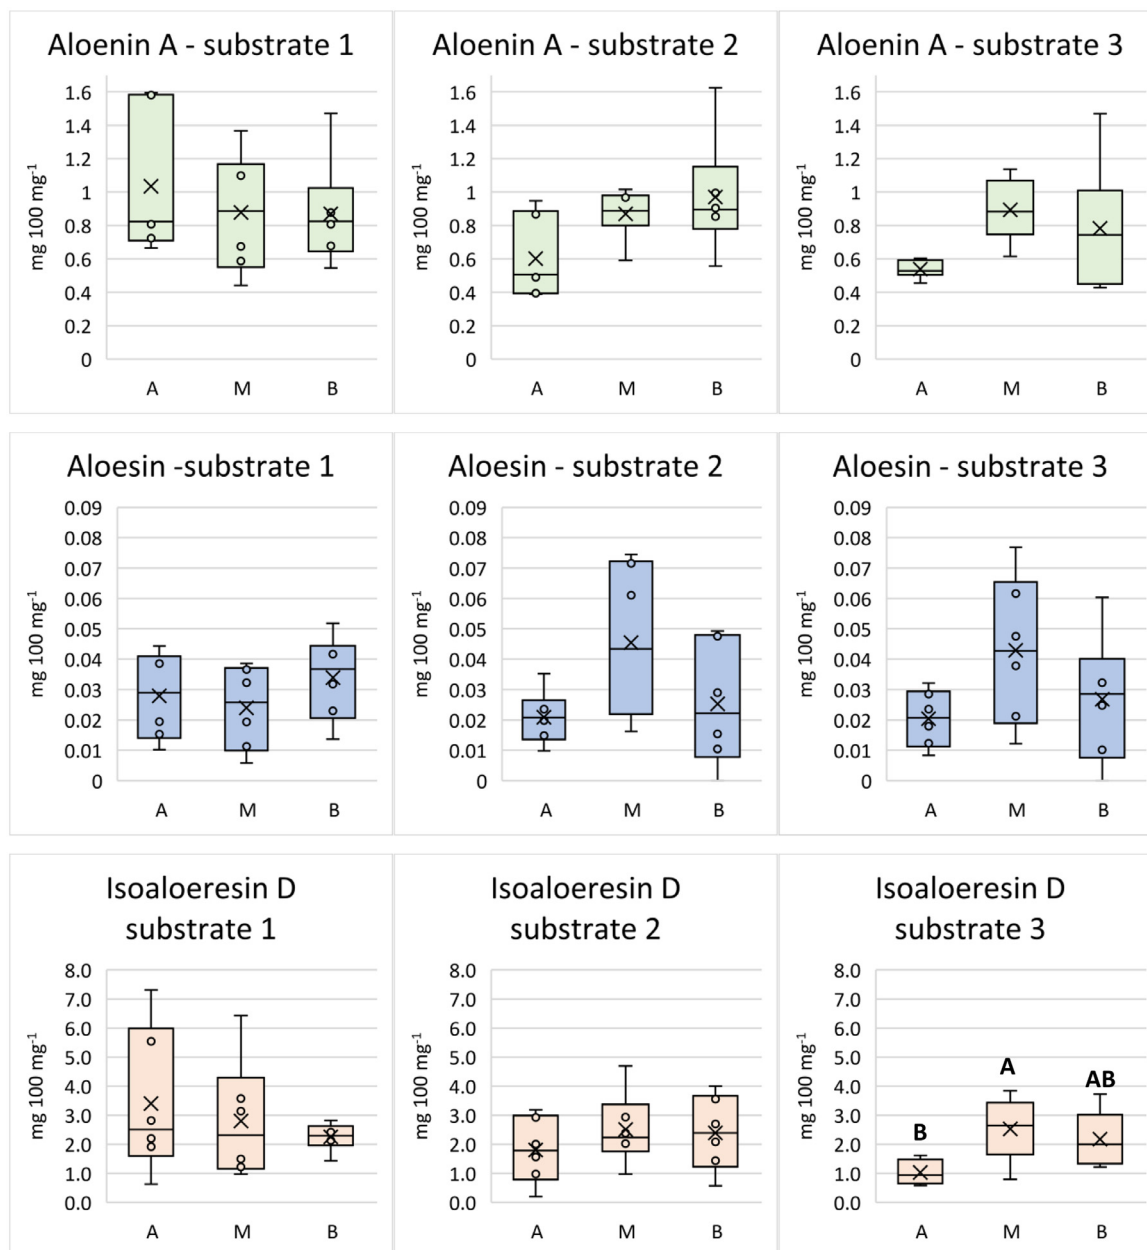 Aloenin A - substrate 1
mg 100 mg⁻¹
1.6
1.4
1.2
1
0.8
0.6
0.4
0.2
0
A M B
Aloenin A - substrate 2
mg 100 mg⁻¹
1.6
1.4
1.2
1
0.8
0.6
0.4
0.2
0
A M B
Aloenin A - substrate 3
mg 100 mg⁻¹
1.6
1.4
1.2
1
0.8
0.6
0.4
0.2
0
A M B
Aloesin -substrate 1
mg 100 mg⁻¹
0.09
0.08
0.07
0.06
0.05
0.04
0.03
0.02
0.01
0
A M B
Aloesin - substrate 2
mg 100 mg⁻¹
0.09
0.08
0.07
0.06
0.05
0.04
0.03
0.02
0.01
0
A M B
Aloesin - substrate 3
mg 100 mg⁻¹
0.09
0.08
0.07
0.06
0.05
0.04
0.03
0.02
0.01
0
A M B
Isoaloeresin D
substrate 1
mg 100 mg⁻¹
8.0
7.0
6.0
5.0
4.0
3.0
2.0
1.0
0.0
A M B
Isoaloeresin D
substrate 2
mg 100 mg⁻¹
8.0
7.0
6.0
5.0
4.0
3.0
2.0
1.0
0.0
A M B
Isoaloeresin D
substrate 3
mg 100 mg⁻¹
8.0
7.0
6.0
5.0
4.0
3.0
2.0
1.0
0.0
B A AB
A M B